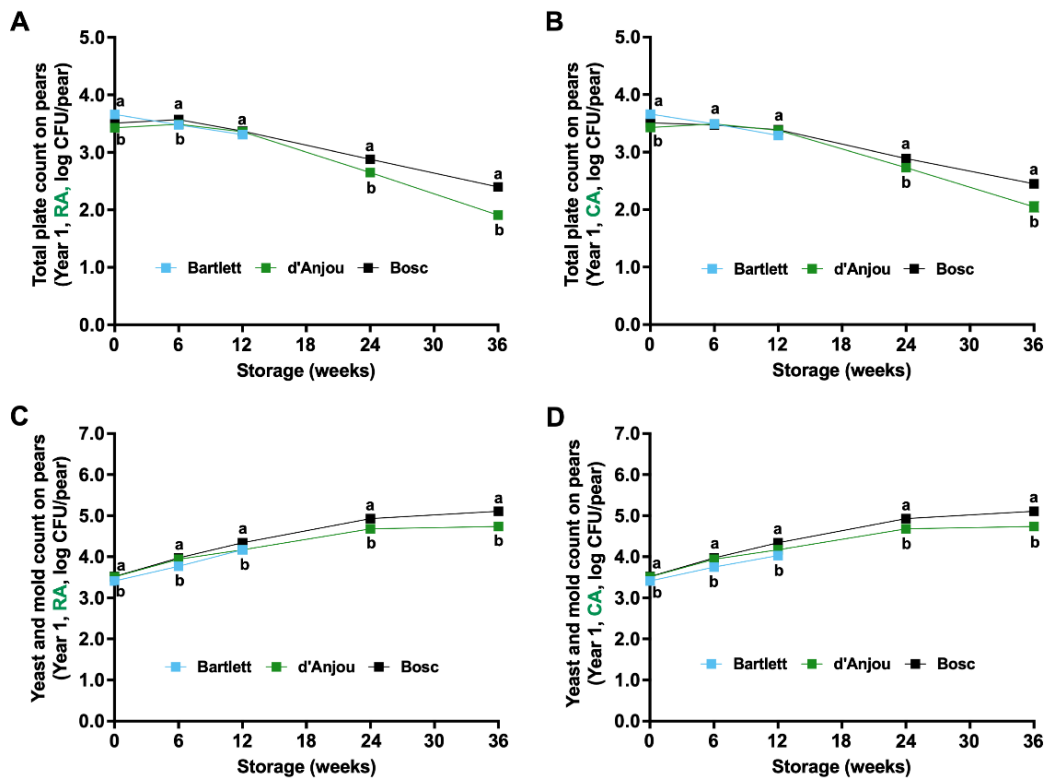 A
Total plate count on pears
(Year 1, RA, log CFU/pear)
5.0
4.0
3.0
2.0
1.0
0.0
a
b
a
b
a
a
b
a
b
Bartlett d'Anjou Bosc
0 6 12 18 24 30 36
Storage (weeks)
B
Total plate count on pears
(Year 1, CA, log CFU/pear)
5.0
4.0
3.0
2.0
1.0
0.0
a
b
a
a
a
b
a
b
Bartlett d'Anjou Bosc
0 6 12 18 24 30 36
Storage (weeks)
C
Yeast and mold count on pears
(Year 1, RA, log CFU/pear)
7.0
6.0
5.0
4.0
3.0
2.0
1.0
0.0
a
b
a
b
a
b
a
b
a
b
Bartlett d'Anjou Bosc
0 6 12 18 24 30 36
Storage (weeks)
D
Yeast and mold count on pears
(Year 1, CA, log CFU/pear)
7.0
6.0
5.0
4.0
3.0
2.0
1.0
0.0
a
b
a
b
a
b
a
b
a
b
Bartlett d'Anjou Bosc
0 6 12 18 24 30 36
Storage (weeks)